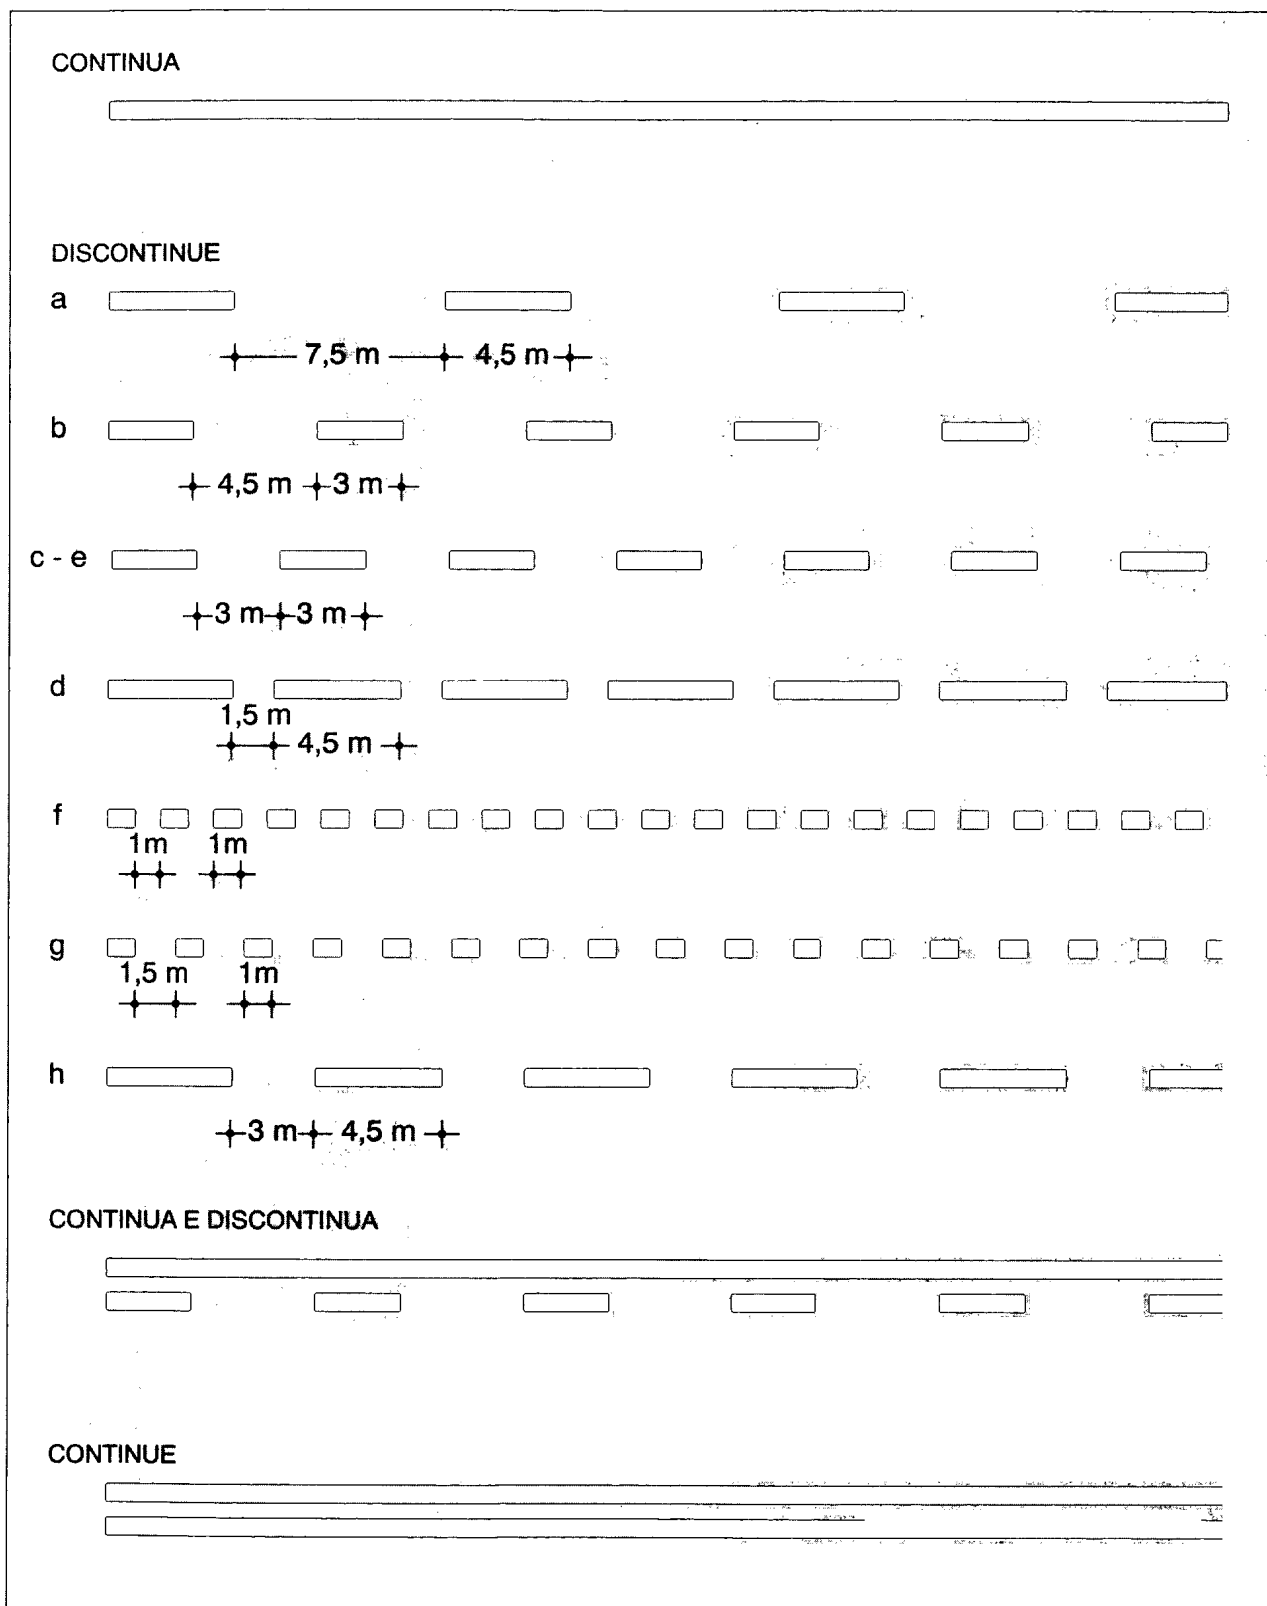 CONTINUA
DISCONTINUE
a
7,5 m 4,5 m
b
4,5 m 3 m
c - e
3 m 3 m
d
1,5 m
4,5 m
f
1m 1m
g
1,5 m 1m
h
3 m 4,5 m
CONTINUA E DISCONTINUA
CONTINUE